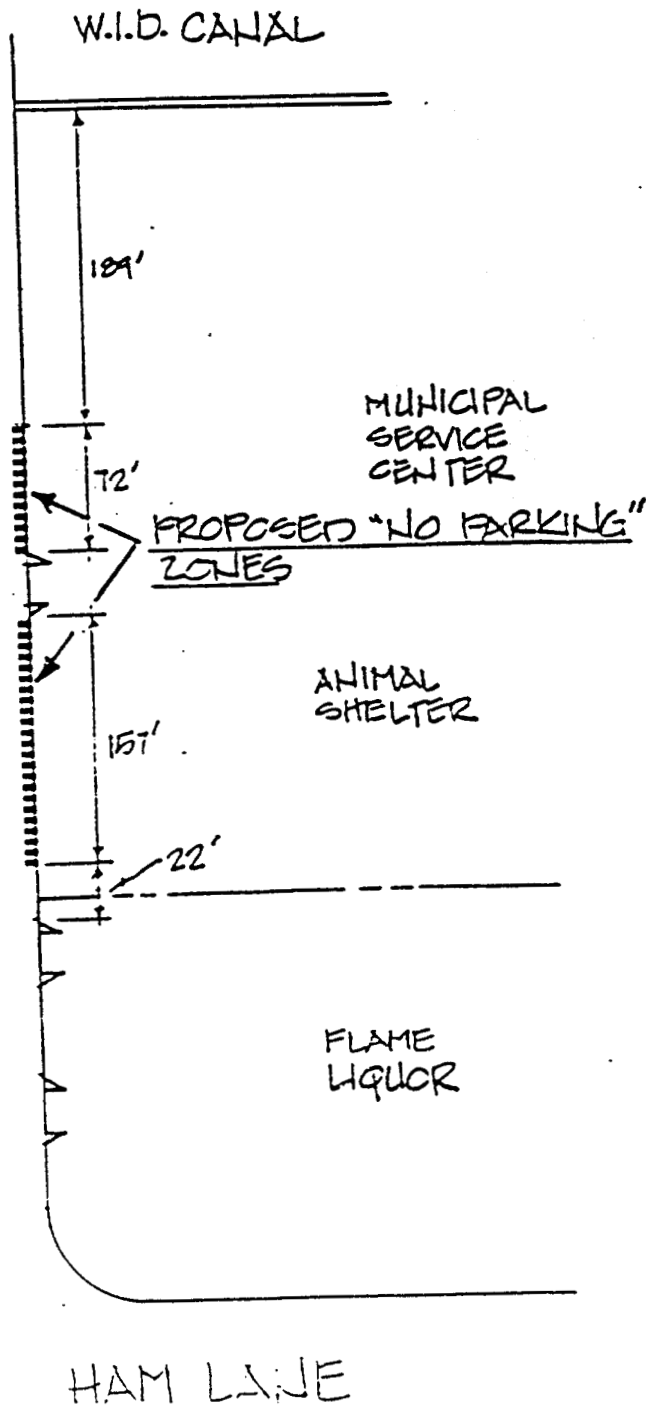 W.I.D. CANAL
189'
MUNICIPAL
SERVICE
CENTER
72'
PROPOSED "NO PARKING"
ZONES
ANIMAL
SHELTER
157'
22'
FLAME
LIQUOR
HAM LANE